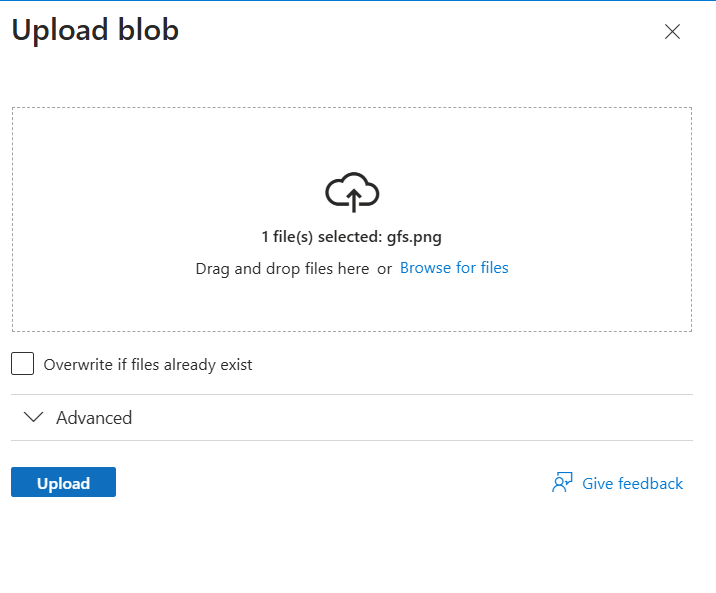 Upload blob
1 file(s) selected: gfs.png
Drag and drop files here or Browse for files
Overwrite if files already exist
Advanced
Upload
Give feedback